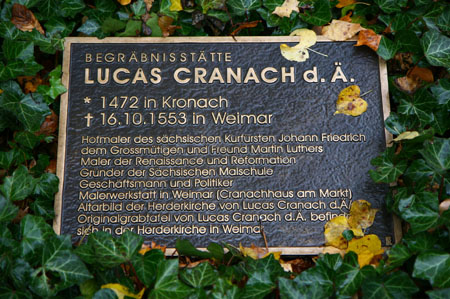 BEGRÄBNISSTÄTTE
LUCAS CRANACH d. Ä.
* 1472 in Kronach
† 16.10.1553 in Weimar
Hofmaler des sächsischen Kurfürsten Johann Friedrich
dem Grossmütigen und Freund Martin Luthers
Maler der Renaissance und Reformation
Gründer der Sächsischen Malschule
Geschäftsmann und Politiker
Malerwerkstatt in Weimar (Cranachhaus am Markt)
Altarbild der Herderkirche von Lucas Cranach d.Ä.
Originalgrabtafel von Lucas Cranach d.Ä. befindet
sich in der Herderkirche in Weimar